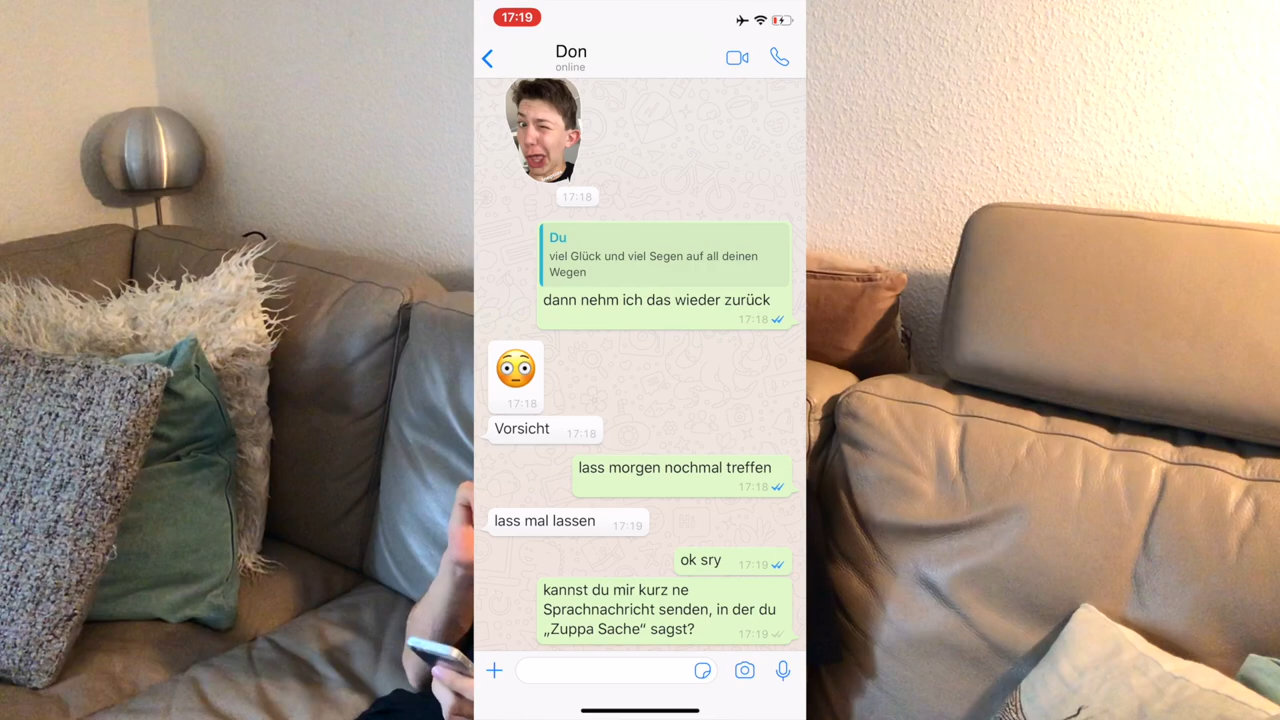 17:19
Don
online
17:18
Du
viel Glück und viel Segen auf all deinen
Wegen
dann nehm ich das wieder zurück
17:18
17:18
Vorsicht 17:18
lass morgen nochmal treffen
17:18
lass mal lassen 17:19
ok sry 17:19
kannst du mir kurz ne
Sprachnachricht senden, in der du
„Zuppa Sache“ sagst?
17:19